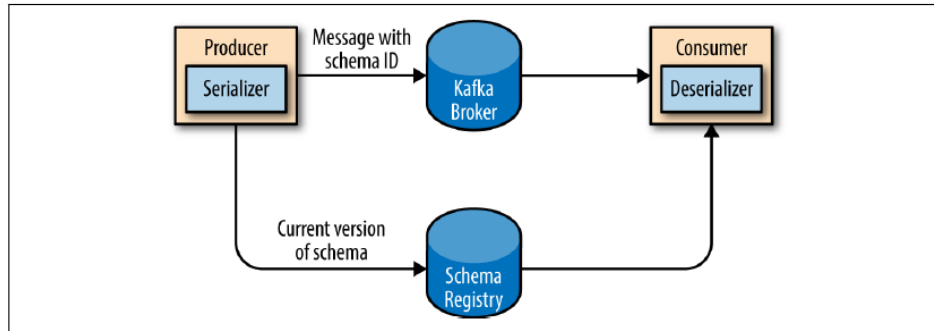 Producer
Serializer
Message with
schema ID
Kafka
Broker
Consumer
Deserializer
Current version
of schema
Schema
Registry